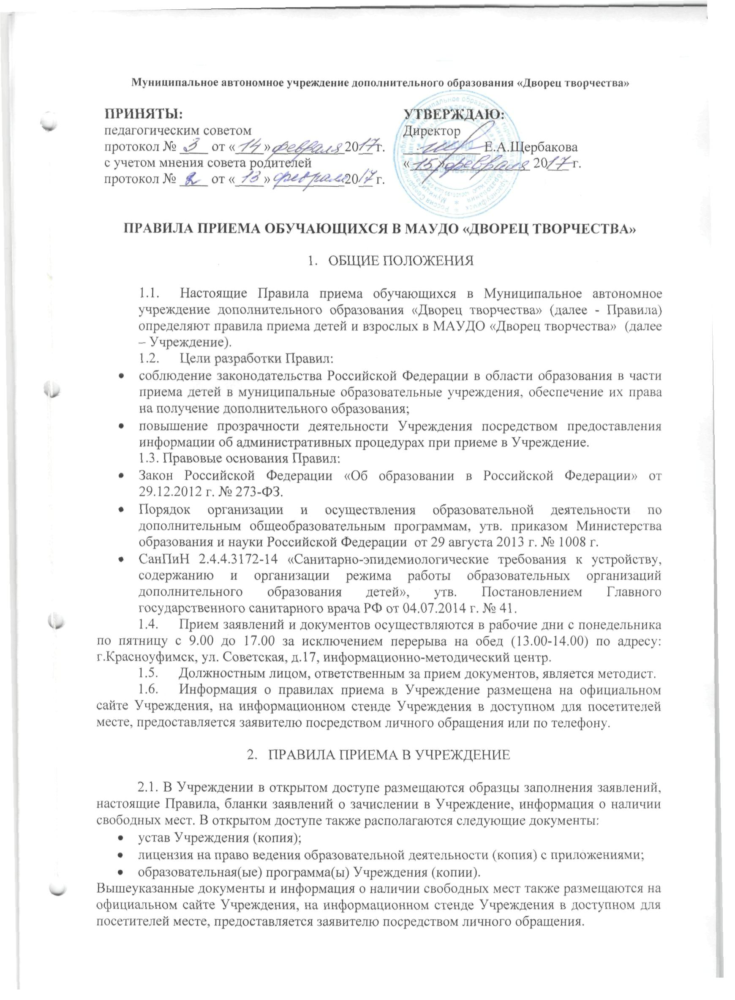 Муниципальное автономное учреждение дополнительного образования «Дворец творчества»
ПРИНЯТЫ:
педагогическим советом
протокол № 3 от «14» февраля 2017 г.
с учетом мнения совета родителей
протокол № 2 от «13» февраля 2017 г.
УТВЕРЖДАЮ:
Директор
Е.А.Щербакова
«15» февраля 2017 г.
ПРАВИЛА ПРИЕМА ОБУЧАЮЩИХСЯ В МАУДО «ДВОРЕЦ ТВОРЧЕСТВА»
1. ОБЩИЕ ПОЛОЖЕНИЯ
1.1. Настоящие Правила приема обучающихся в Муниципальное автономное
учреждение дополнительного образования «Дворец творчества» (далее - Правила)
определяют правила приема детей и взрослых в МАУДО «Дворец творчества» (далее
– Учреждение).
1.2. Цели разработки Правил:
• соблюдение законодательства Российской Федерации в области образования в части
приема детей в муниципальные образовательные учреждения, обеспечение их права
на получение дополнительного образования;
• повышение прозрачности деятельности Учреждения посредством предоставления
информации об административных процедурах при приеме в Учреждение.
1.3. Правовые основания Правил:
• Закон Российской Федерации «Об образовании в Российской Федерации» от
29.12.2012 г. № 273-ФЗ.
• Порядок организации и осуществления образовательной деятельности по
дополнительным общеобразовательным программам, утв. приказом Министерства
образования и науки Российской Федерации от 29 августа 2013 г. № 1008 г.
• СанПиН 2.4.4.3172-14 «Санитарно-эпидемиологические требования к устройству,
содержанию и организации режима работы образовательных организаций
дополнительного образования детей», утв. Постановлением Главного
государственного санитарного врача РФ от 04.07.2014 г. № 41.
1.4. Прием заявлений и документов осуществляются в рабочие дни с понедельника
по пятницу с 9.00 до 17.00 за исключением перерыва на обед (13.00-14.00) по адресу:
г.Красноуфимск, ул. Советская, д.17, информационно-методический центр.
1.5. Должностным лицом, ответственным за прием документов, является методист.
1.6. Информация о правилах приема в Учреждение размещена на официальном
сайте Учреждения, на информационном стенде Учреждения в доступном для посетителей
месте, предоставляется заявителю посредством личного обращения или по телефону.
2. ПРАВИЛА ПРИЕМА В УЧРЕЖДЕНИЕ
2.1. В Учреждении в открытом доступе размещаются образцы заполнения заявлений,
настоящие Правила, бланки заявлений о зачислении в Учреждение, информация о наличии
свободных мест. В открытом доступе также располагаются следующие документы:
• устав Учреждения (копия);
• лицензия на право ведения образовательной деятельности (копия) с приложениями;
• образовательная(ые) программа(ы) Учреждения (копии).
Вышеуказанные документы и информация о наличии свободных мест также размещаются на
официальном сайте Учреждения, на информационном стенде Учреждения в доступном для
посетителей месте, предоставляется заявителю посредством личного обращения.